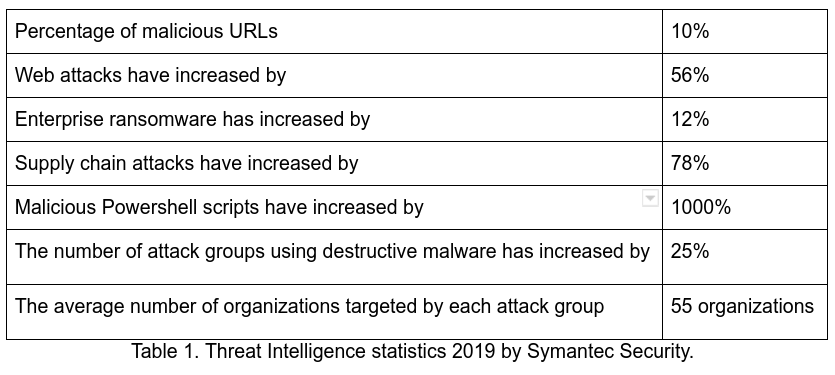 Percentage of malicious URLs 10%
Web attacks have increased by 56%
Enterprise ransomware has increased by 12%
Supply chain attacks have increased by 78%
Malicious Powershell scripts have increased by 1000%
The number of attack groups using destructive malware has increased by 25%
The average number of organizations targeted by each attack group 55 organizations
Table 1. Threat Intelligence statistics 2019 by Symantec Security.